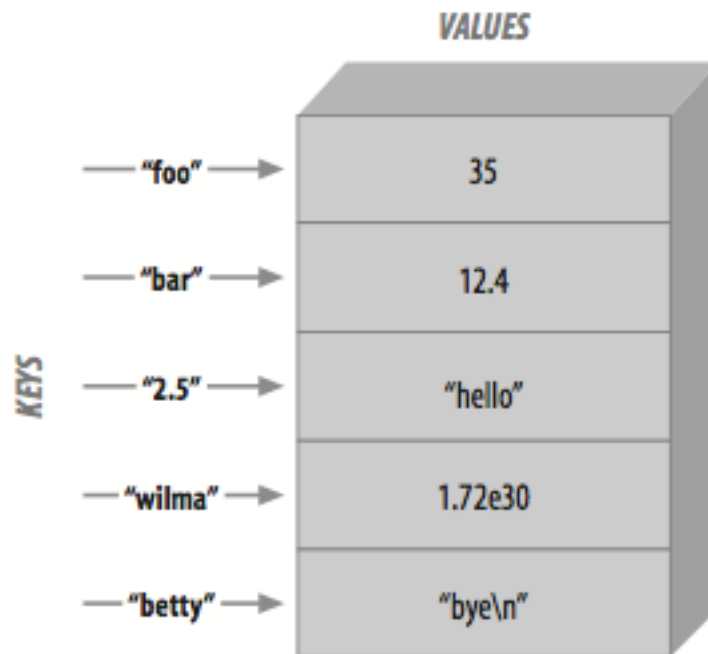 VALUES
KEYS
“foo” 35
“bar” 12.4
“2.5” “hello”
“wilma” 1.72e30
“betty” “bye\n”